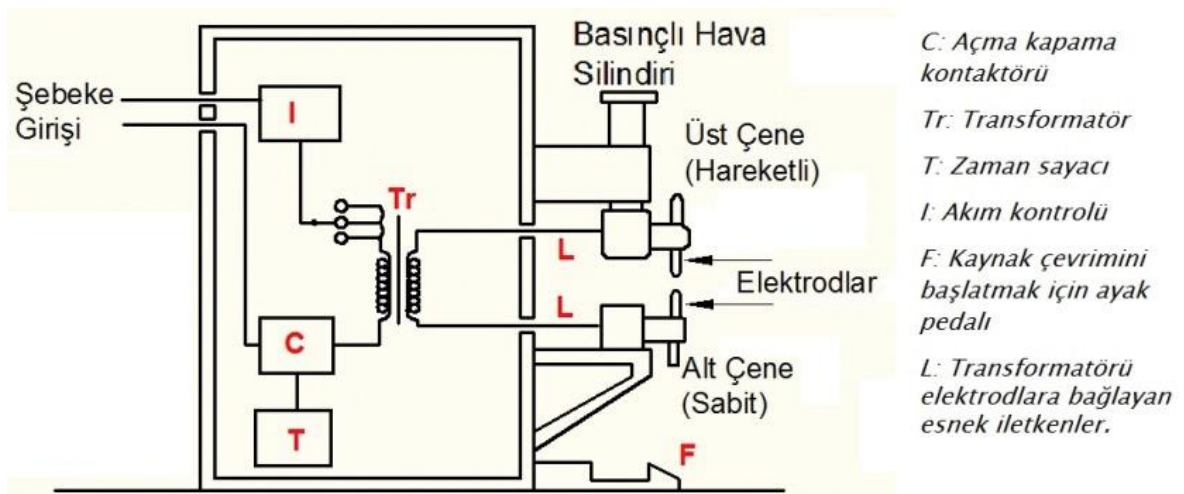 Basınçlı Hava
Silindiri
Şebeke
Girişi
I
Üst Çene
(Hareketli)
Tr
L
Elektrodlar
L
C
Alt Çene
(Sabit)
T
F
C: Açma kapama
kontaktörü
Tr: Transformatör
T: Zaman sayacı
I: Akım kontrolü
F: Kaynak çevrimini
başlatmak için ayak
pedalı
L: Transformatörü
elektrodlara bağlayan
esnek iletkenler.